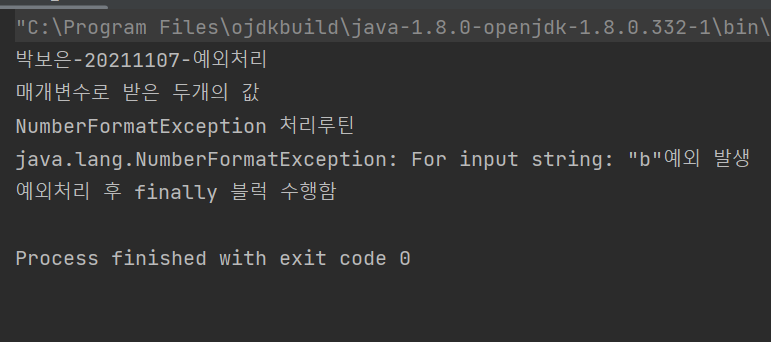 "C:\Program Files\ojdkbuild\java-1.8.0-openjdk-1.8.0.332-1\bin\
박보은-20211107-예외처리
매개변수로 받은 두개의 값
NumberFormatException 처리루틴
java.lang.NumberFormatException: For input string: "b"예외 발생
예외처리 후 finally 블럭 수행함
Process finished with exit code 0